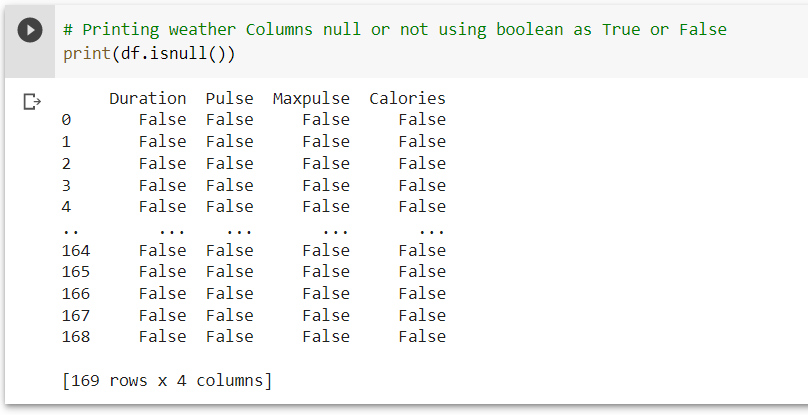 # Printing weather Columns null or not using boolean as True or False
print(df.isnull())
Duration Pulse Maxpulse Calories
0 False False False False
1 False False False False
2 False False False False
3 False False False False
4 False False False False
.. ... ... ... ...
164 False False False False
165 False False False False
166 False False False False
167 False False False False
168 False False False False
[169 rows x 4 columns]